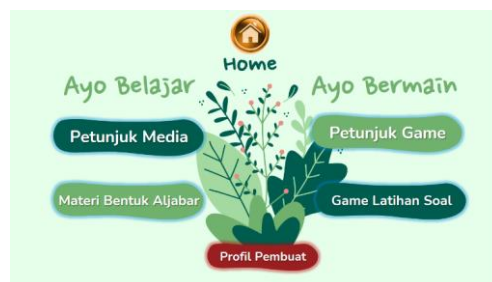 Home
Ayo Belajar
Ayo Bermain
Petunjuk Media
Petunjuk Game
Materi Bentuk Aljabar
Game Latihan Soal
Profil Pembuat